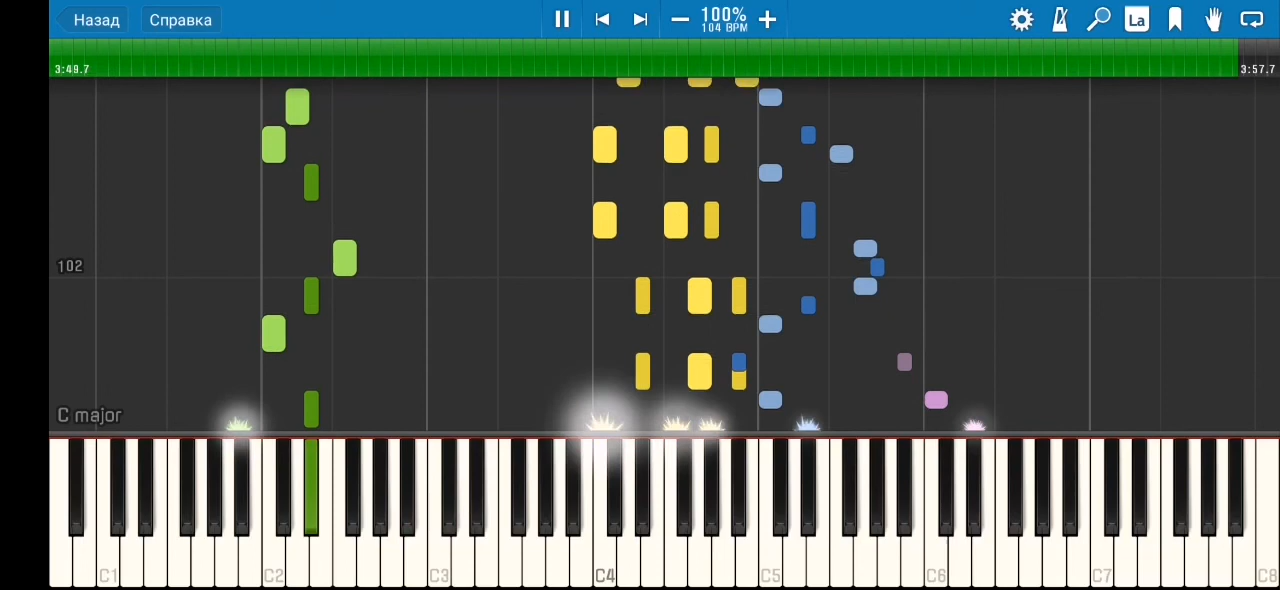 Назад
Справка
100%
104 BPM
La
3:49.7
3:57.7
102
C major
C1
C2
C3
C4
C5
C6
C7
C8